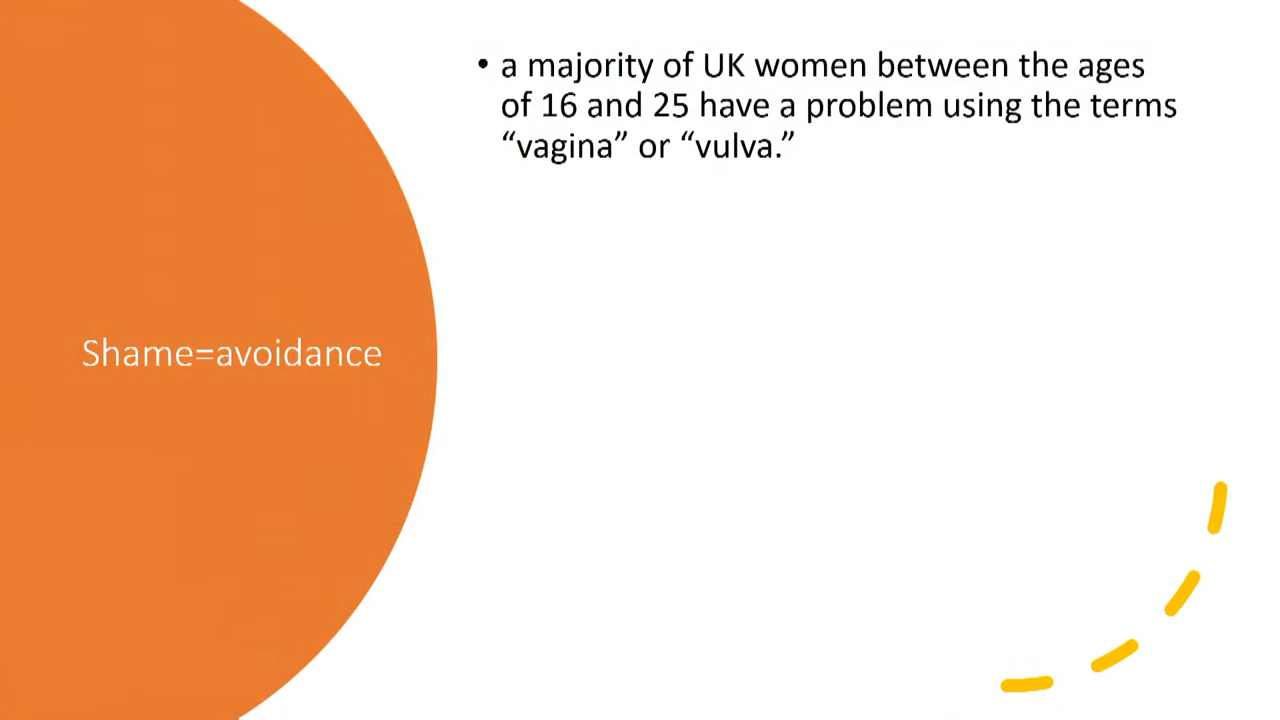 Shame=avoidance
• a majority of UK women between the ages
of 16 and 25 have a problem using the terms
“vagina” or “vulva.”